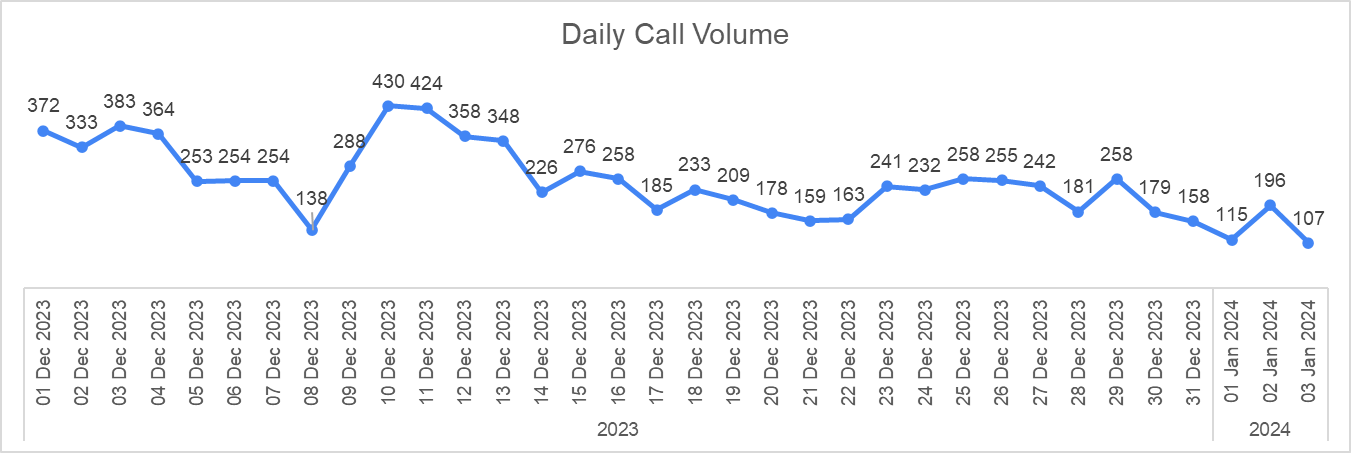 Daily Call Volume
372 333 383 364 253 254 254 138 288 430 424 358 348 226 276 258 185 233 209 178 159 163 241 232 258 255 242 181 258 179 158 115 196 107
01 Dec 2023
02 Dec 2023
03 Dec 2023
04 Dec 2023
05 Dec 2023
06 Dec 2023
07 Dec 2023
08 Dec 2023
09 Dec 2023
10 Dec 2023
11 Dec 2023
12 Dec 2023
13 Dec 2023
14 Dec 2023
15 Dec 2023
16 Dec 2023
17 Dec 2023
18 Dec 2023
19 Dec 2023
20 Dec 2023
21 Dec 2023
22 Dec 2023
23 Dec 2023
24 Dec 2023
25 Dec 2023
26 Dec 2023
27 Dec 2023
28 Dec 2023
29 Dec 2023
30 Dec 2023
31 Dec 2023
01 Jan 2024
02 Jan 2024
03 Jan 2024
2023 2024